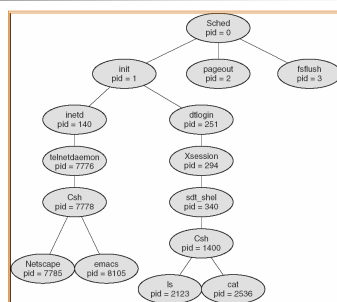 Sched
pid = 0
init
pid = 1
pageout
pid = 2
fsflush
pid = 3
inetd
pid = 140
dtlogin
pid = 251
telnetdaemon
pid = 7776
Xsession
pid = 294
Csh
pid = 7778
sdt_shel
pid = 340
Csh
pid = 1400
Netscape
pid = 7785
emacs
pid = 8105
ls
pid = 2123
cat
pid = 2536